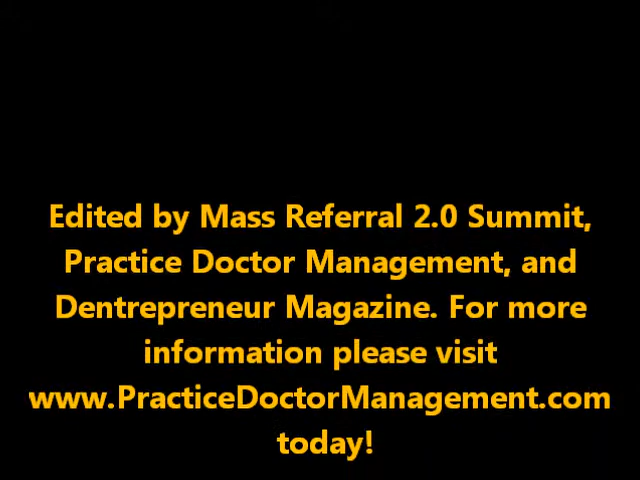 Edited by Mass Referral 2.0 Summit,
Practice Doctor Management, and
Dentrepreneur Magazine. For more
information please visit
www.PracticeDoctorManagement.com
today!